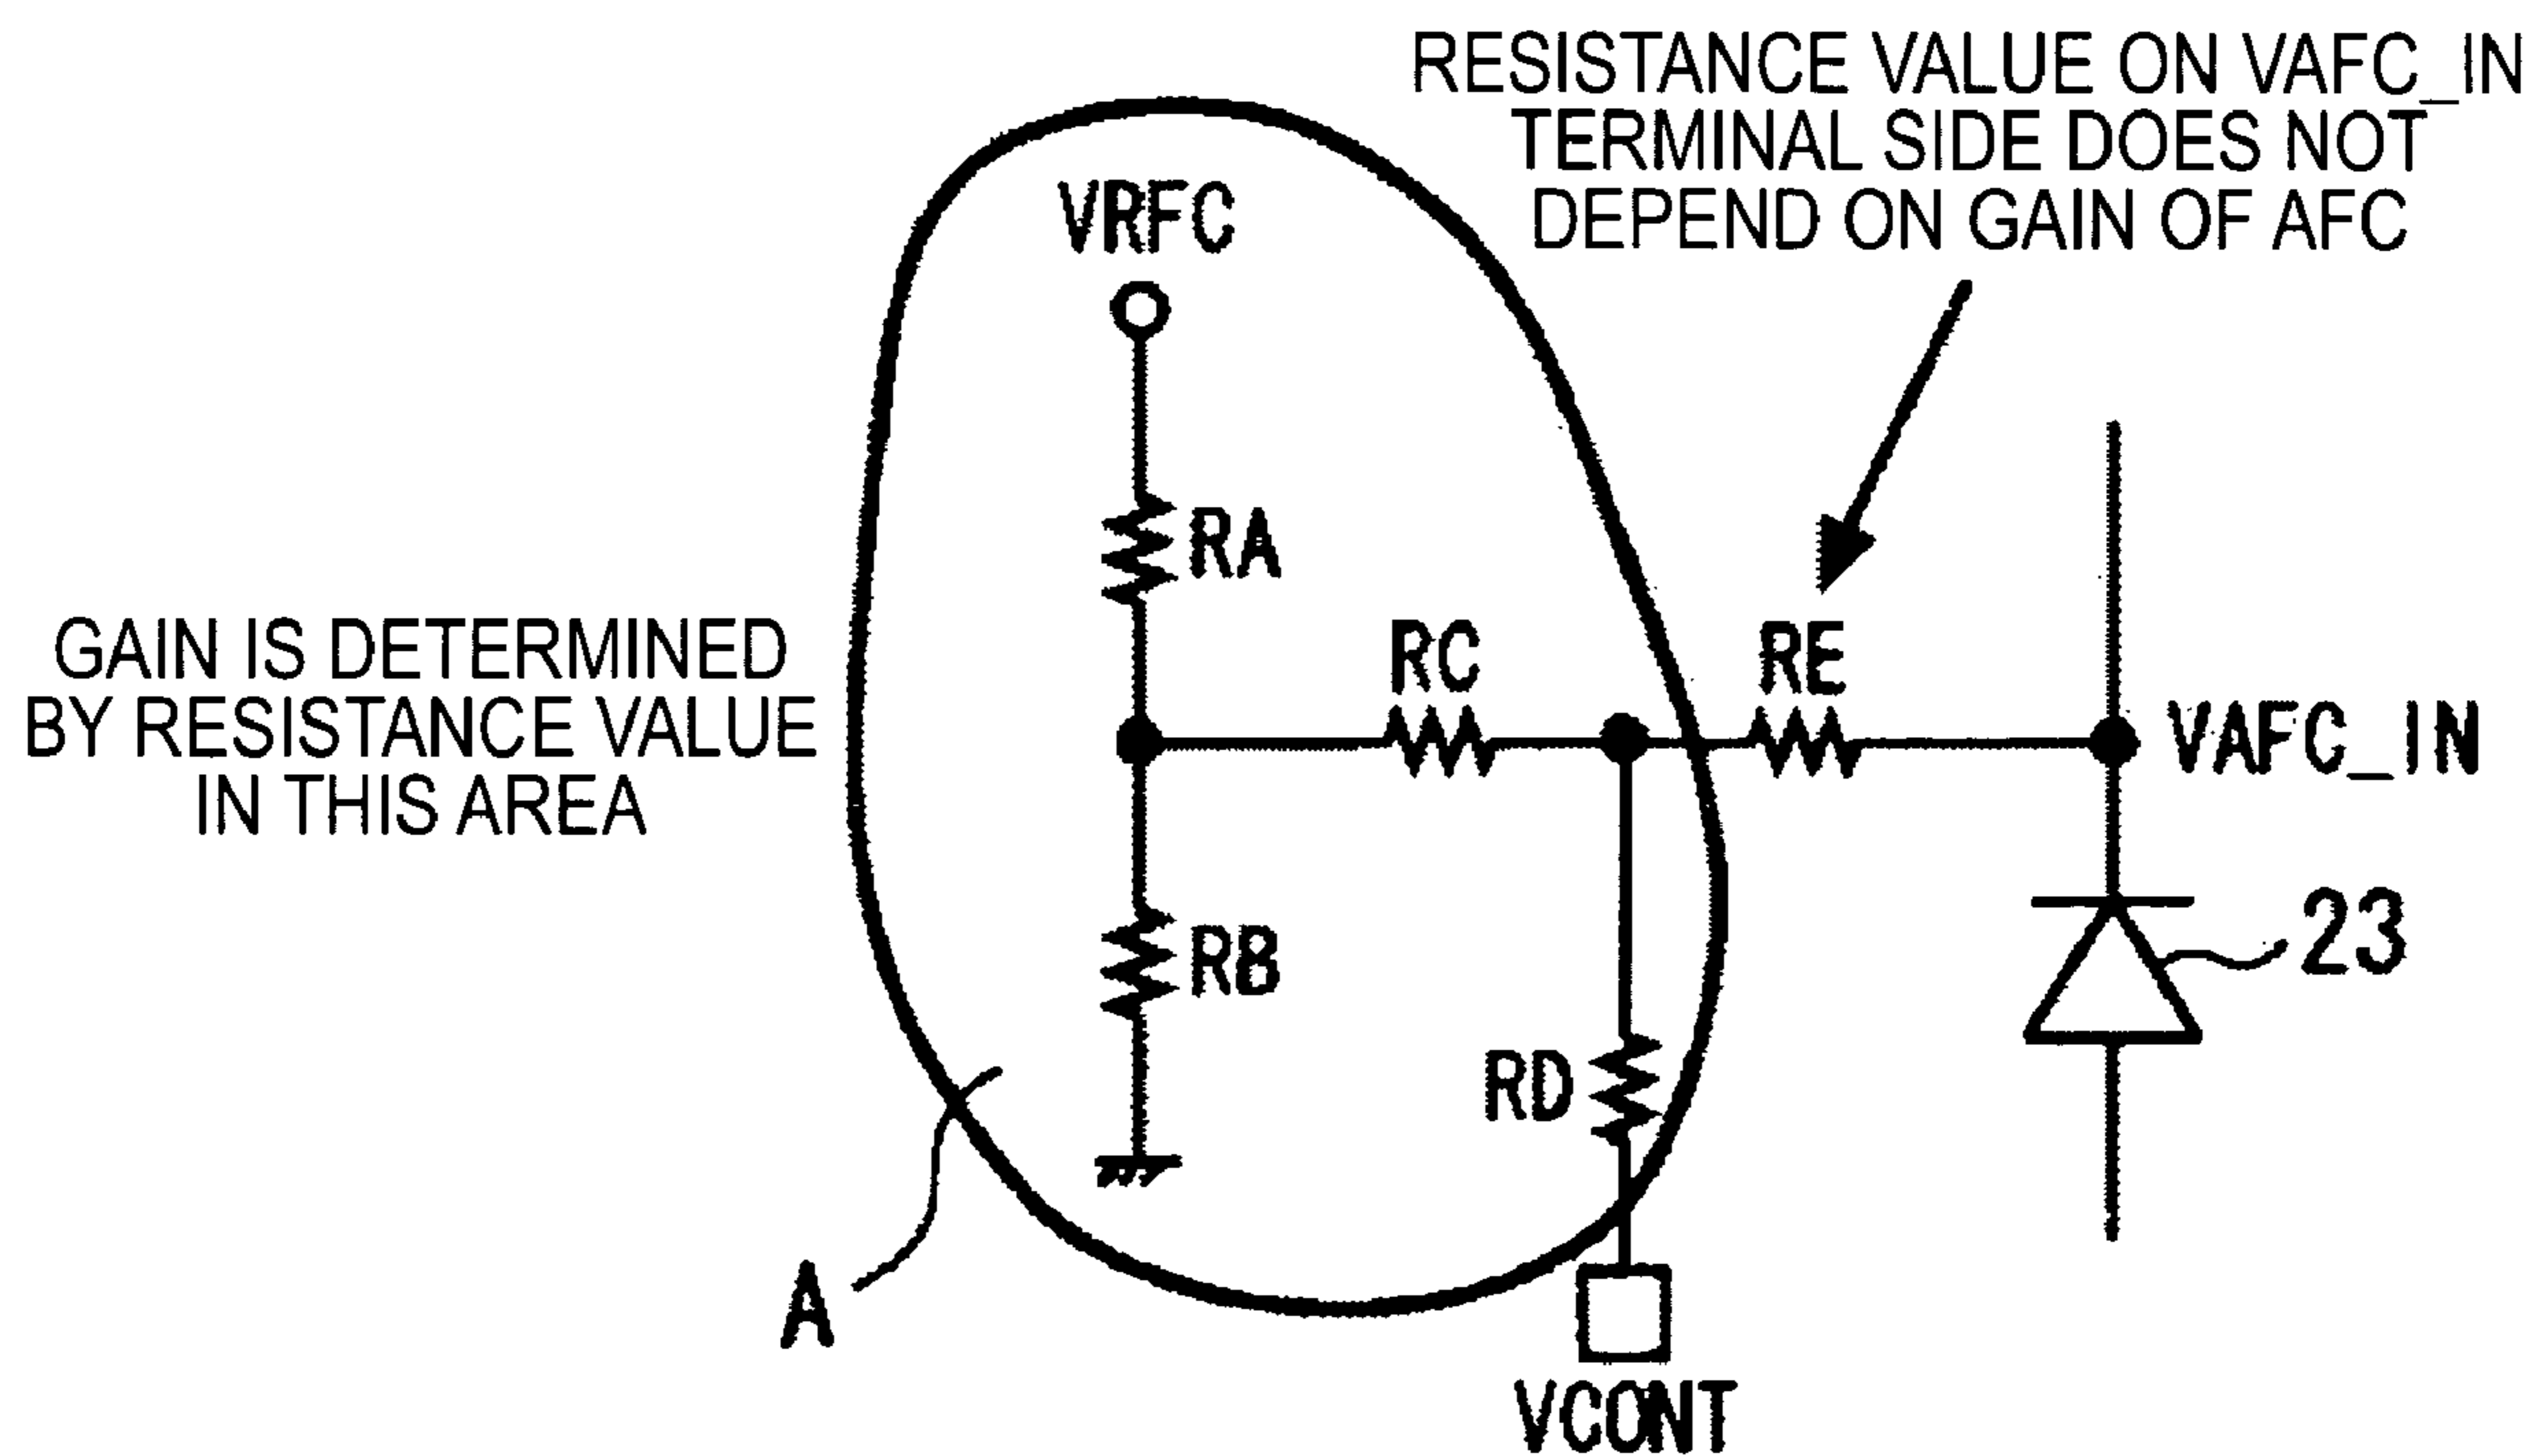 RESISTANCE VALUE ON VAFC_IN
TERMINAL SIDE DOES NOT
DEPEND ON GAIN OF AFC
VRFC
RA
GAIN IS DETERMINED
BY RESISTANCE VALUE
IN THIS AREA
RC
RE
VAFC_IN
RB
23
RD
A
VCONT